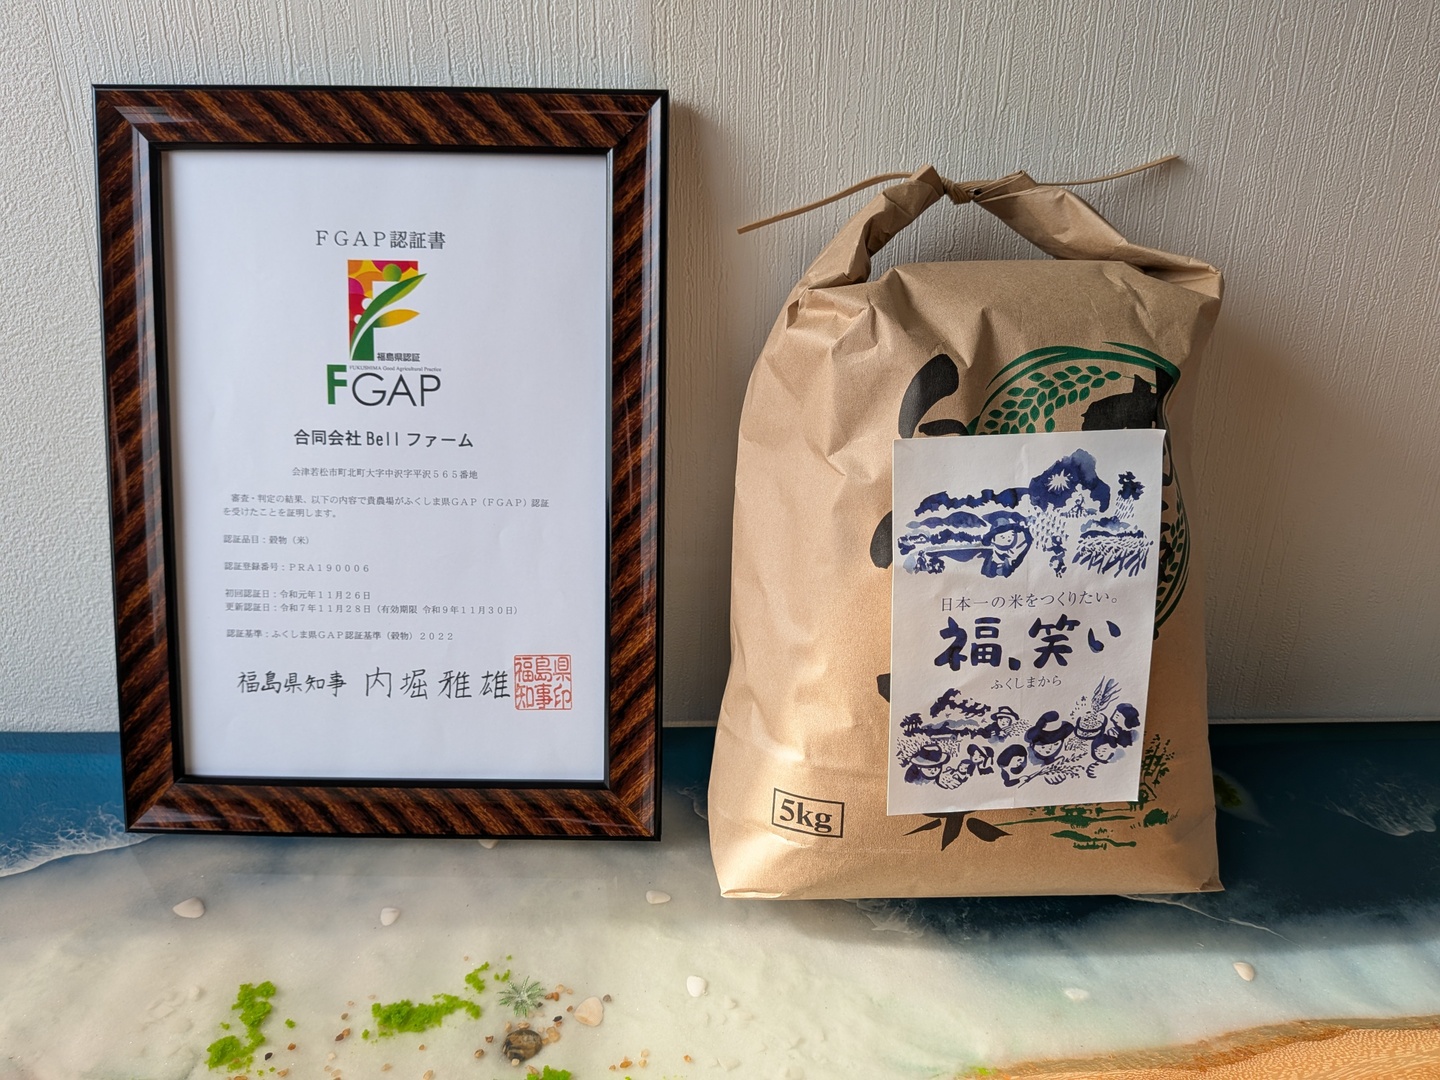 FGAP認証書
福島県認証
FUKUSHIMA Good Agricultural Practice
FGAP
合同会社Bellファーム
会津若松市町北町大字中沢字平沢565番地
審査・判定の結果、以下の内容で貴農場がふくしま県GAP(FGAP)認証
を受けたことを証明します。
認証品目:穀物(米)
認証登録番号:PRA190006
初回認証日:令和元年11月26日
更新認証日:令和7年11月28日(有効期限 令和9年11月30日)
認証基準:ふくしま県GAP認証基準(穀物)2022
福島県知事 内堀雅雄
福島県
知事印
日本一の米をつくりたい。
福、笑い
ふくしまから
5kg
米